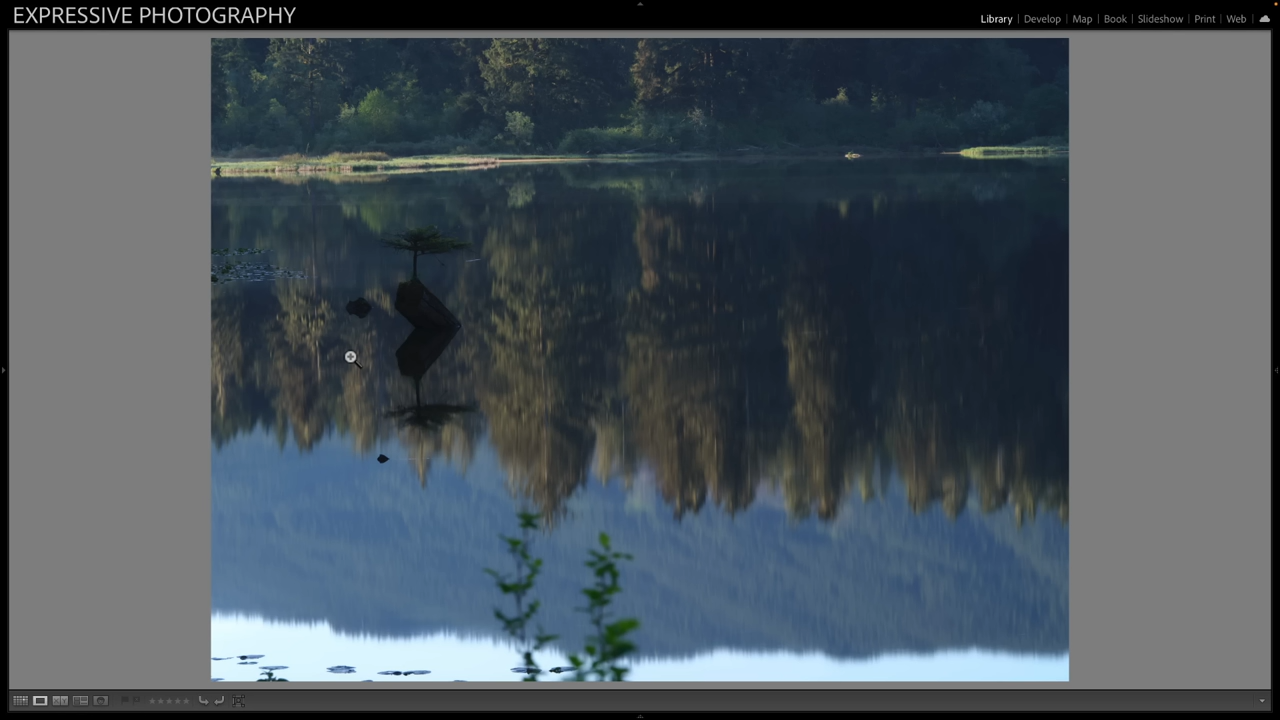 EXPRESSIVE PHOTOGRAPHY
Library | Develop | Map | Book | Slideshow | Print | Web